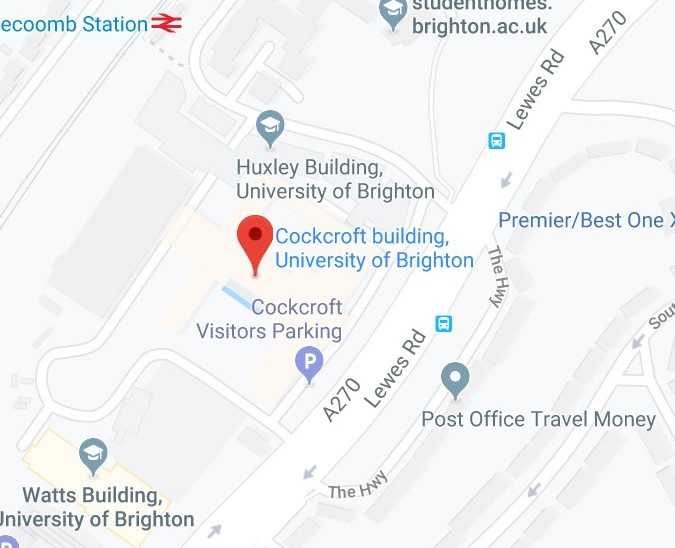 studenthomes.
brighton.ac.uk
ecoomb Station
A270
Lewes Rd
Huxley Building,
University of Brighton
Premier/Best One X
Cockcroft building,
University of Brighton
The Hwy
Cockcroft
Visitors Parking
P
Sou
A270
Lewes Rd
Post Office Travel Money
The Hwy
Watts Building,
University of Brighton